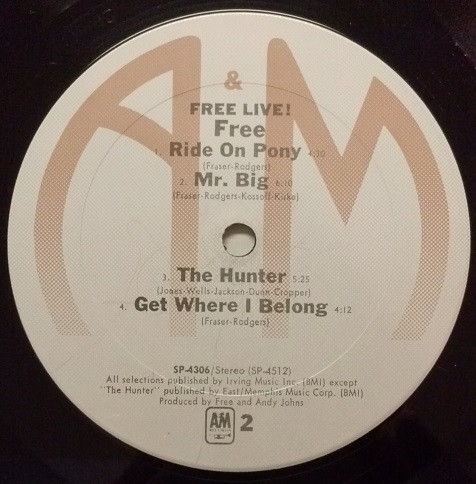 A & M
FREE LIVE!
Free
1. Ride On Pony 4:30
(Fraser-Rodgers)
2. Mr. Big 6:10
(Fraser-Rodgers-Kossoff-Kirke)
3. The Hunter 5:25
(Jones-Wells-Jackson-Dunn-Cropper)
4. Get Where I Belong 4:12
(Fraser-Rodgers)
SP-4306/Stereo (SP-4512)
All selections published by Irving Music Inc. (BMI) except
"The Hunter" published by East/Memphis Music Corp. (BMI)
Produced by Free and Andy Johns
AM 2